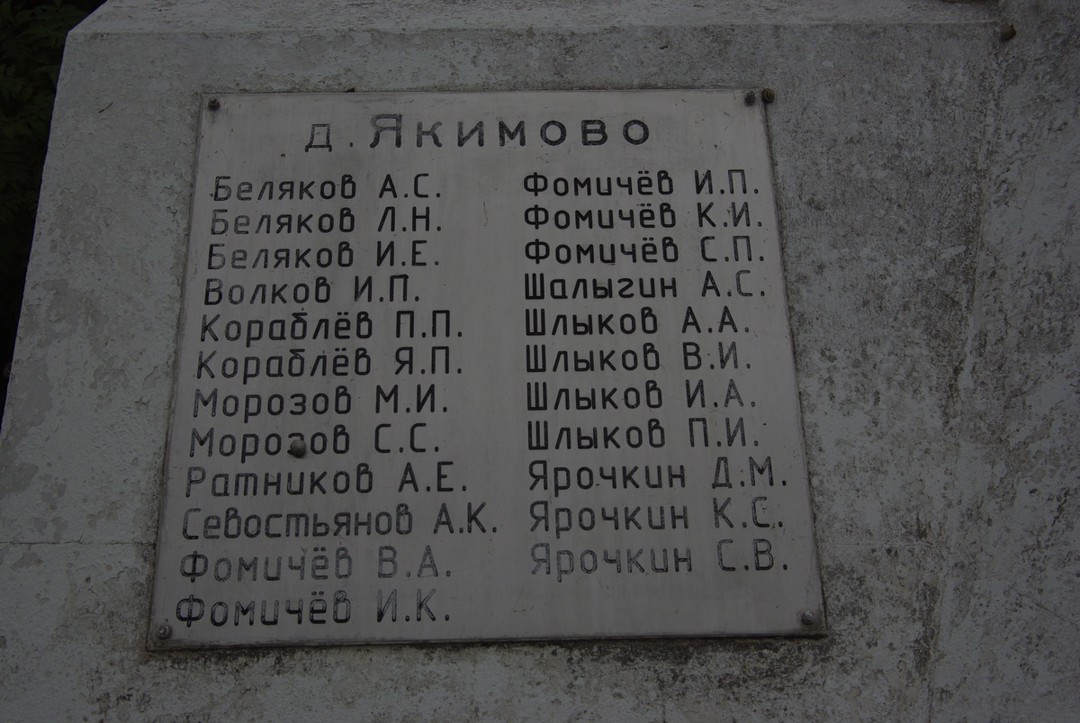 д. Якимово
Беляков А.С.
Беляков Л.Н.
Беляков И.Е.
Волков И.П.
Кораблёв П.П.
Кораблёв Я.П.
Морозов М.И.
Морозов С.С.
Ратников А.Е.
Севостьянов А.К.
Фомичёв В.А.
Фомичёв И.К.
Фомичёв И.П.
Фомичёв К.И.
Фомичёв С.П.
Шалыгин А.С.
Шлыков А.А.
Шлыков В.И.
Шлыков И.А.
Шлыков П.И.
Ярочкин Д.М.
Ярочкин К.С.
Ярочкин С.В.